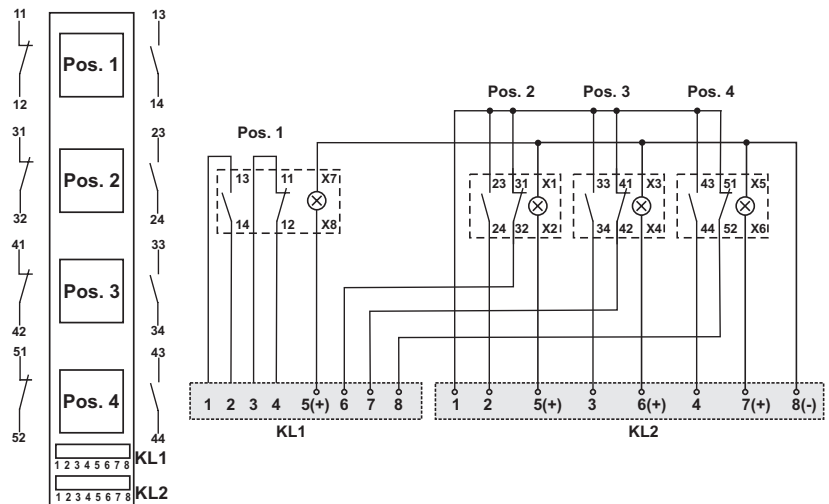 11 13
Pos. 1
12 14
31 23
Pos. 2
32 24
41 33
Pos. 3
42 34
51 43
Pos. 4
52 44
KL1
1 2 3 4 5 6 7 8
KL2
1 2 3 4 5 6 7 8
Pos. 2 Pos. 3 Pos. 4
Pos. 1
13 11 X7
14 12 X8
23 31 X1 33 41 X3 43 51 X5
24 32 X2 34 42 X4 44 52 X6
1 2 3 4 5(+) 6 7 8
KL1
1 2 5(+) 3 6(+) 4 7(+) 8(-)
KL2